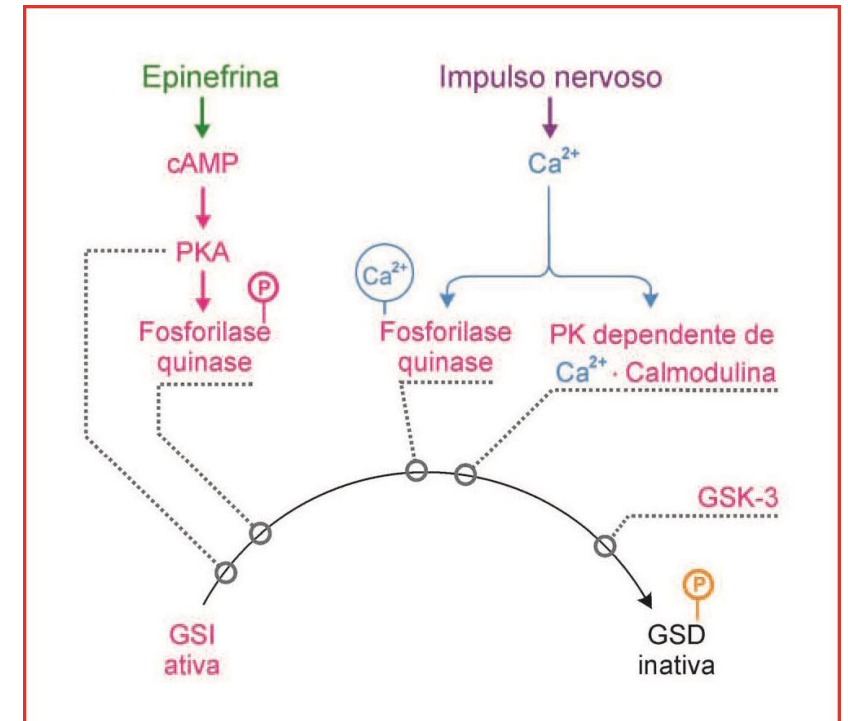 Epinefrina
Impulso nervoso
cAMP
Ca²⁺
PKA
P
Ca²⁺
Fosforilase
quinase
Fosforilase
quinase
PK dependente de
Ca²⁺ · Calmodulina
GSK-3
P
GSI
ativa
GSD
inativa